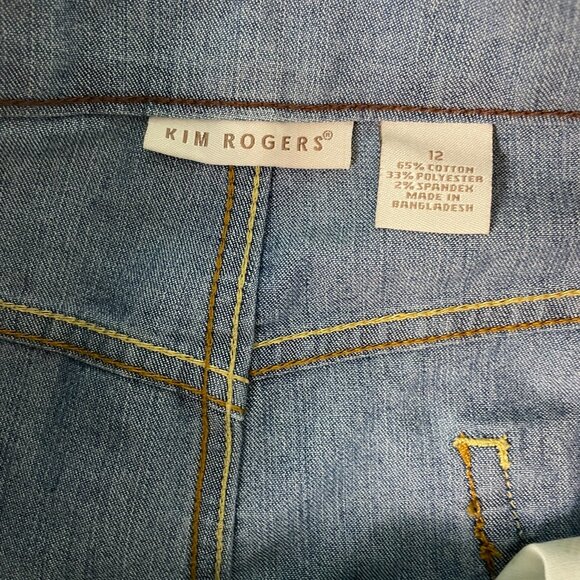 KIM ROGERS®
12
65% COTTON
33% POLYESTER
2% SPANDEX
MADE IN
BANGLADESH